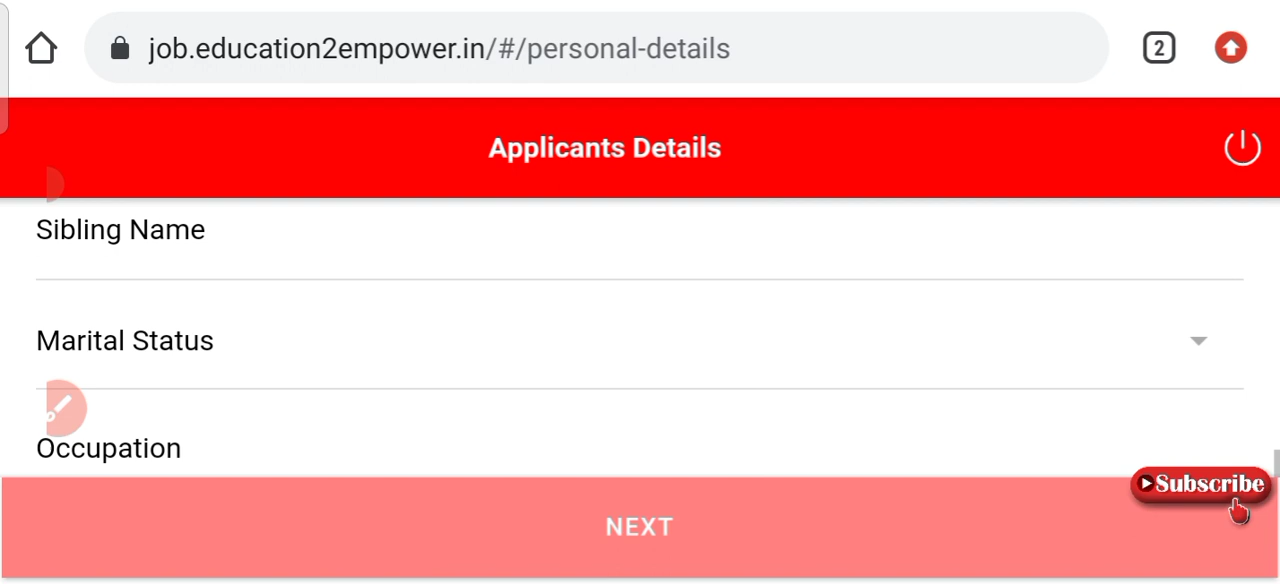 job.education2empower.in/#/personal-details
2
Applicants Details
Sibling Name
Marital Status
Occupation
Subscribe
NEXT